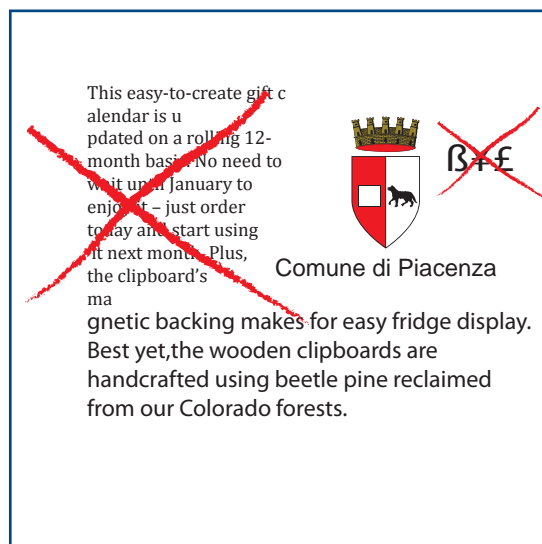 This easy-to-create gift c
alendar is u
pdated on a rolling 12-
month basis. No need to
wait until January to
enjoy it – just order
today and start using
it next month. Plus,
the clipboard’s
ma
gnetic backing makes for easy fridge display.
Best yet,the wooden clipboards are
handcrafted using beetle pine reclaimed
from our Colorado forests.
ß+£
Comune di Piacenza